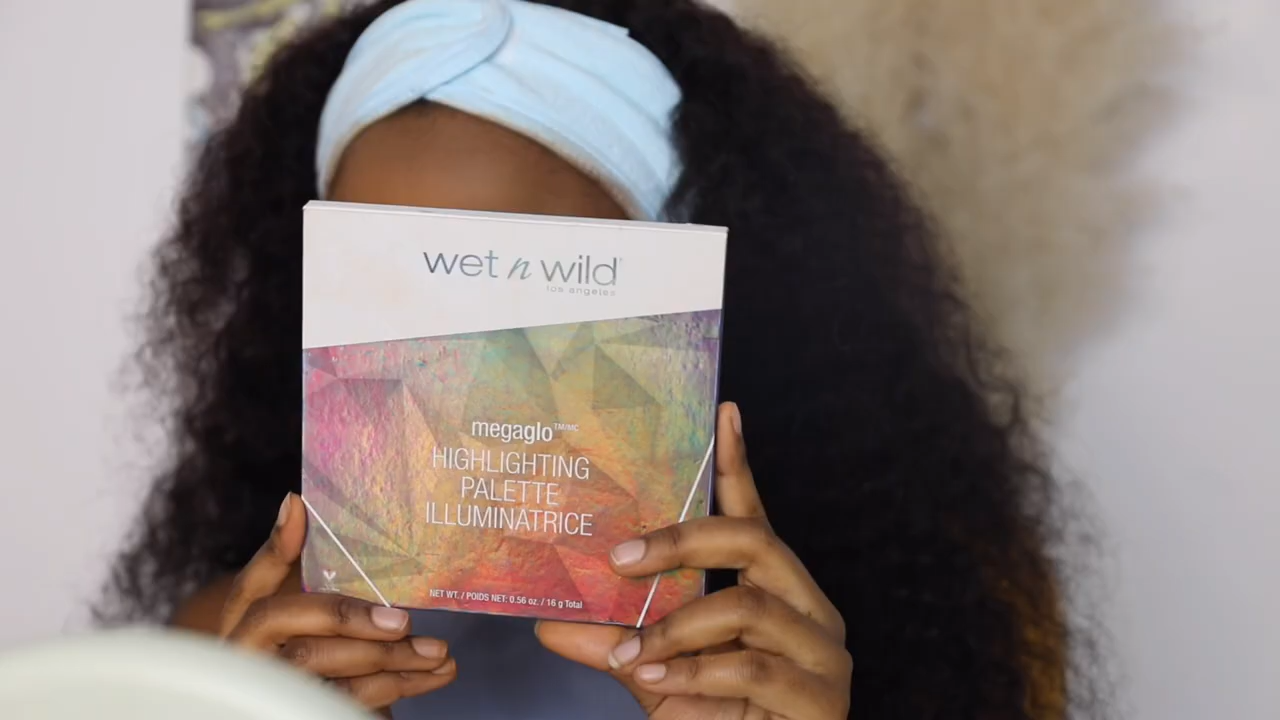 wet n wild®
los angeles
megaglo™/MC
HIGHLIGHTING
PALETTE
ILLUMINATRICE
NET WT. / POIDS NET: 0.56 oz. / 16 g Total